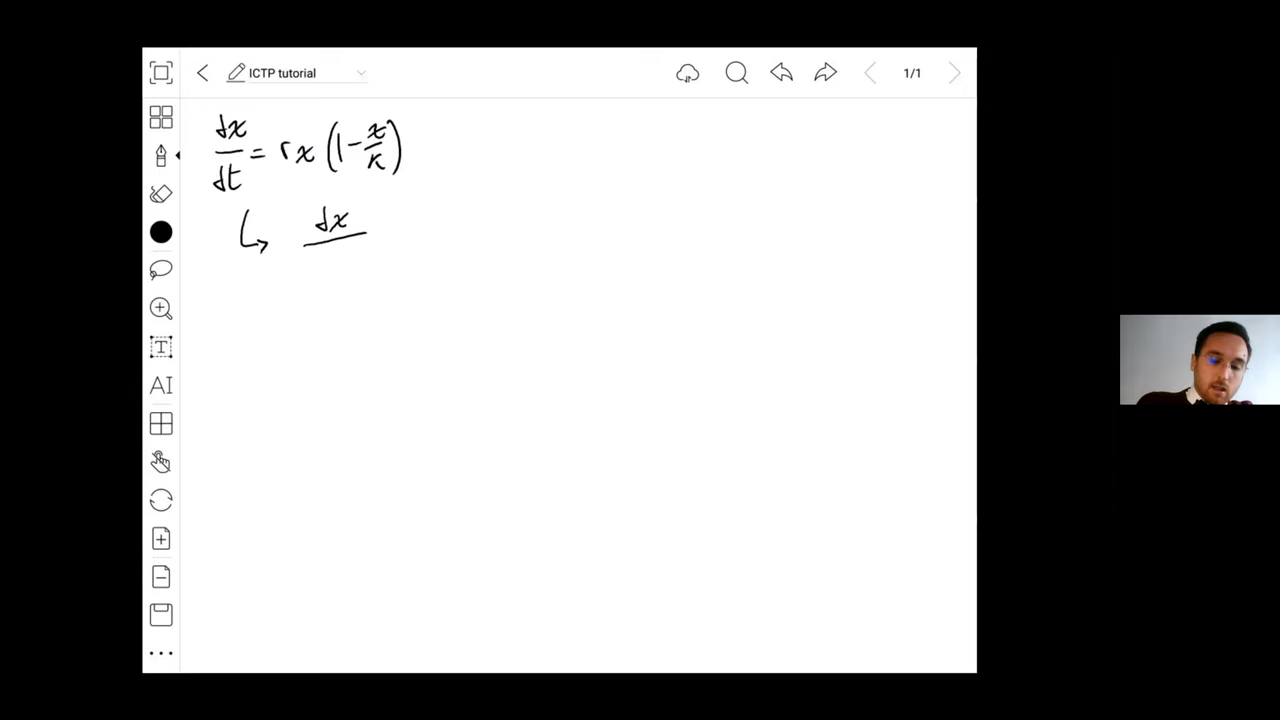 ICTP tutorial
1/1
dx/dt = rx(1-x/K)
↳ dx
T
AI